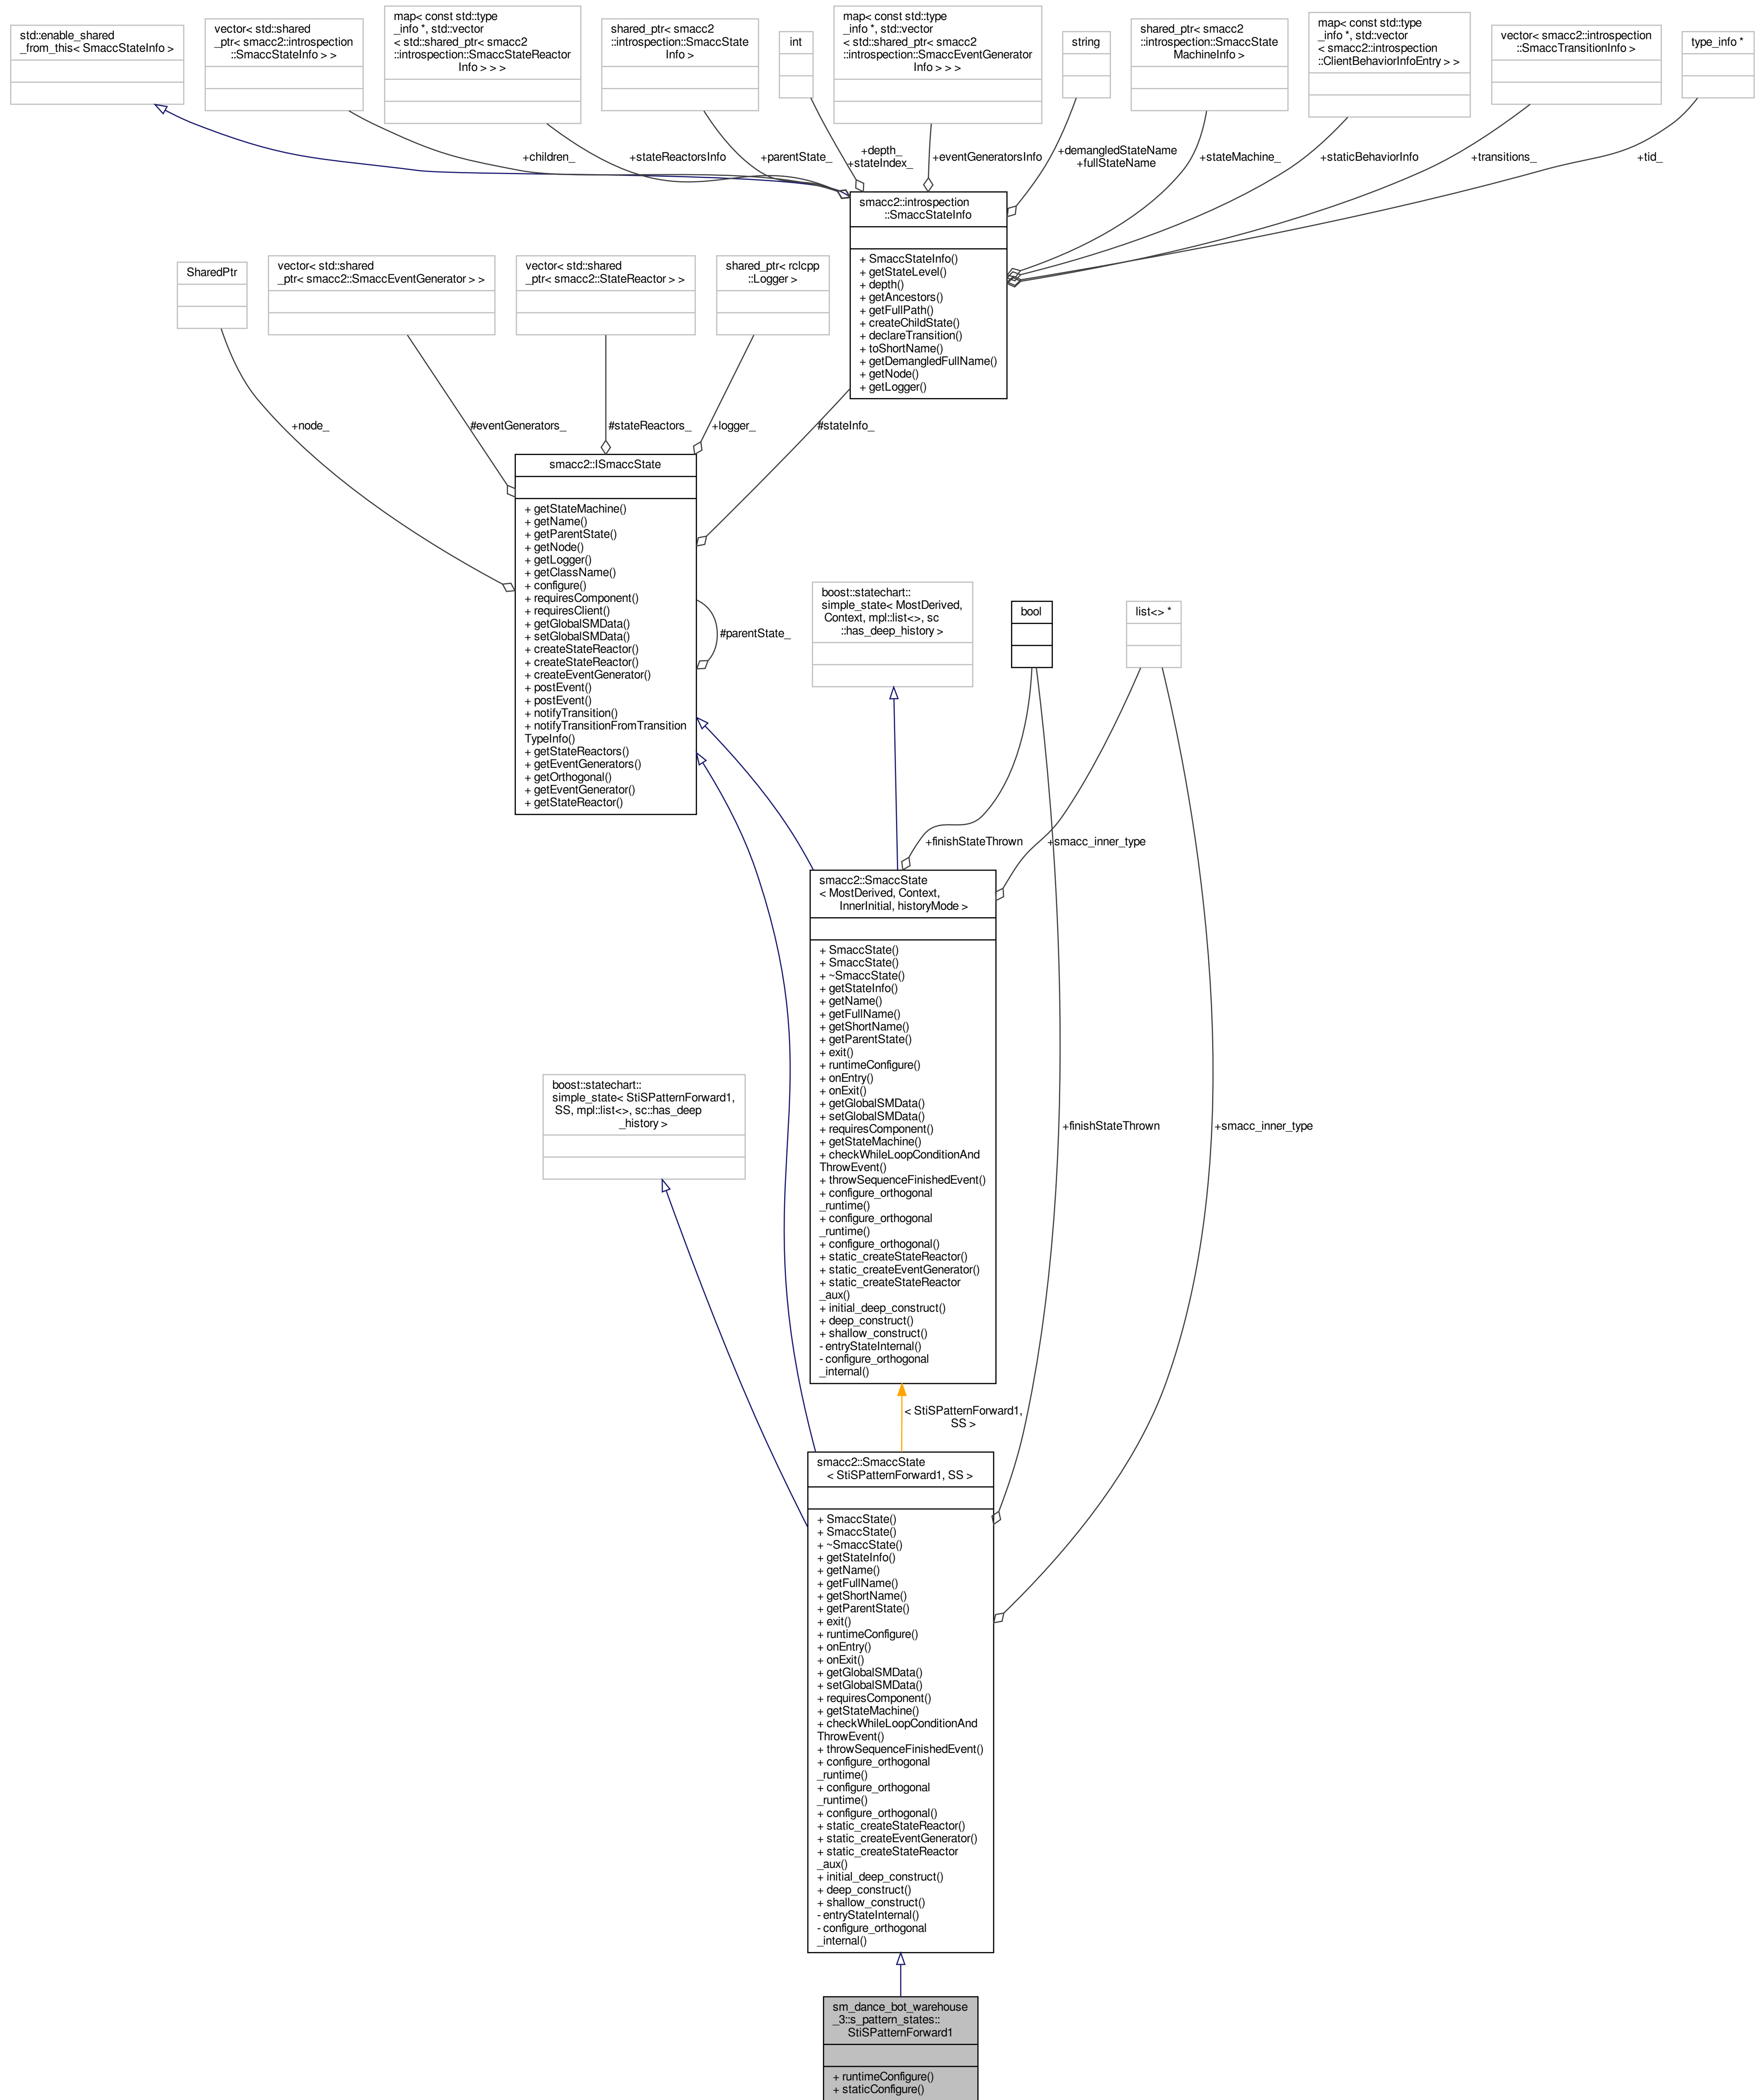 std::enable_shared
_from_this< SmaccStateInfo >
vector< std::shared
_ptr< smacc2::introspection
::SmaccStateInfo > >
map< const std::type
_info *, std::vector
< std::shared_ptr< smacc2
::introspection::SmaccStateReactor
Info > > >
shared_ptr< smacc2
::introspection::SmaccState
Info >
int
map< const std::type
_info *, std::vector
< std::shared_ptr< smacc2
::introspection::SmaccEventGenerator
Info > > >
string
shared_ptr< smacc2
::introspection::SmaccState
MachineInfo >
map< const std::type
_info *, std::vector
< smacc2::introspection
::ClientBehaviorInfoEntry > >
vector< smacc2::introspection
::SmaccTransitionInfo >
type_info *
+children_
+stateReactorsInfo
+parentState_
+depth_
+stateIndex_
+eventGeneratorsInfo
+demangledStateName
+fullStateName
+stateMachine_
+staticBehaviorInfo
+transitions_
+tid_
smacc2::introspection
::SmaccStateInfo
+ SmaccStateInfo()
+ getStateLevel()
+ depth()
+ getAncestors()
+ getFullPath()
+ createChildState()
+ declareTransition()
+ toShortName()
+ getDemangledFullName()
+ getNode()
+ getLogger()
SharedPtr
vector< std::shared
_ptr< smacc2::SmaccEventGenerator > >
vector< std::shared
_ptr< smacc2::StateReactor > >
shared_ptr< rclcpp
::Logger >
+node_
#eventGenerators_
#stateReactors_
+logger_
#stateInfo_
smacc2::ISmaccState
+ getStateMachine()
+ getName()
+ getParentState()
+ getNode()
+ getLogger()
+ getClassName()
+ configure()
+ requiresComponent()
+ requiresClient()
+ getGlobalSMData()
+ setGlobalSMData()
+ createStateReactor()
+ createStateReactor()
+ createEventGenerator()
+ postEvent()
+ postEvent()
+ notifyTransition()
+ notifyTransitionFromTransition
TypeInfo()
+ getStateReactors()
+ getEventGenerators()
+ getOrthogonal()
+ getEventGenerator()
+ getStateReactor()
#parentState_
boost::statechart::
simple_state< MostDerived,
Context, mpl::list<>, sc
::has_deep_history >
bool
list<> *
+finishStateThrown
+smacc_inner_type
smacc2::SmaccState
< MostDerived, Context,
InnerInitial, historyMode >
+ SmaccState()
+ SmaccState()
+ ~SmaccState()
+ getStateInfo()
+ getName()
+ getFullName()
+ getShortName()
+ getParentState()
+ exit()
+ runtimeConfigure()
+ onEntry()
+ onExit()
+ getGlobalSMData()
+ setGlobalSMData()
+ requiresComponent()
+ getStateMachine()
+ checkWhileLoopConditionAnd
ThrowEvent()
+ throwSequenceFinishedEvent()
+ configure_orthogonal
_runtime()
+ configure_orthogonal
_runtime()
+ configure_orthogonal()
+ static_createStateReactor()
+ static_createEventGenerator()
+ static_createStateReactor
_aux()
+ initial_deep_construct()
+ deep_construct()
+ shallow_construct()
- entryStateInternal()
- configure_orthogonal
_internal()
boost::statechart::
simple_state< StiSPatternForward1,
SS, mpl::list<>, sc::has_deep
_history >
+finishStateThrown
+smacc_inner_type
< StiSPatternForward1,
SS >
smacc2::SmaccState
< StiSPatternForward1, SS >
+ SmaccState()
+ SmaccState()
+ ~SmaccState()
+ getStateInfo()
+ getName()
+ getFullName()
+ getShortName()
+ getParentState()
+ exit()
+ runtimeConfigure()
+ onEntry()
+ onExit()
+ getGlobalSMData()
+ setGlobalSMData()
+ requiresComponent()
+ getStateMachine()
+ checkWhileLoopConditionAnd
ThrowEvent()
+ throwSequenceFinishedEvent()
+ configure_orthogonal
_runtime()
+ configure_orthogonal
_runtime()
+ configure_orthogonal()
+ static_createStateReactor()
+ static_createEventGenerator()
+ static_createStateReactor
_aux()
+ initial_deep_construct()
+ deep_construct()
+ shallow_construct()
- entryStateInternal()
- configure_orthogonal
_internal()
sm_dance_bot_warehouse
_3::s_pattern_states::
StiSPatternForward1
+ runtimeConfigure()
+ staticConfigure()